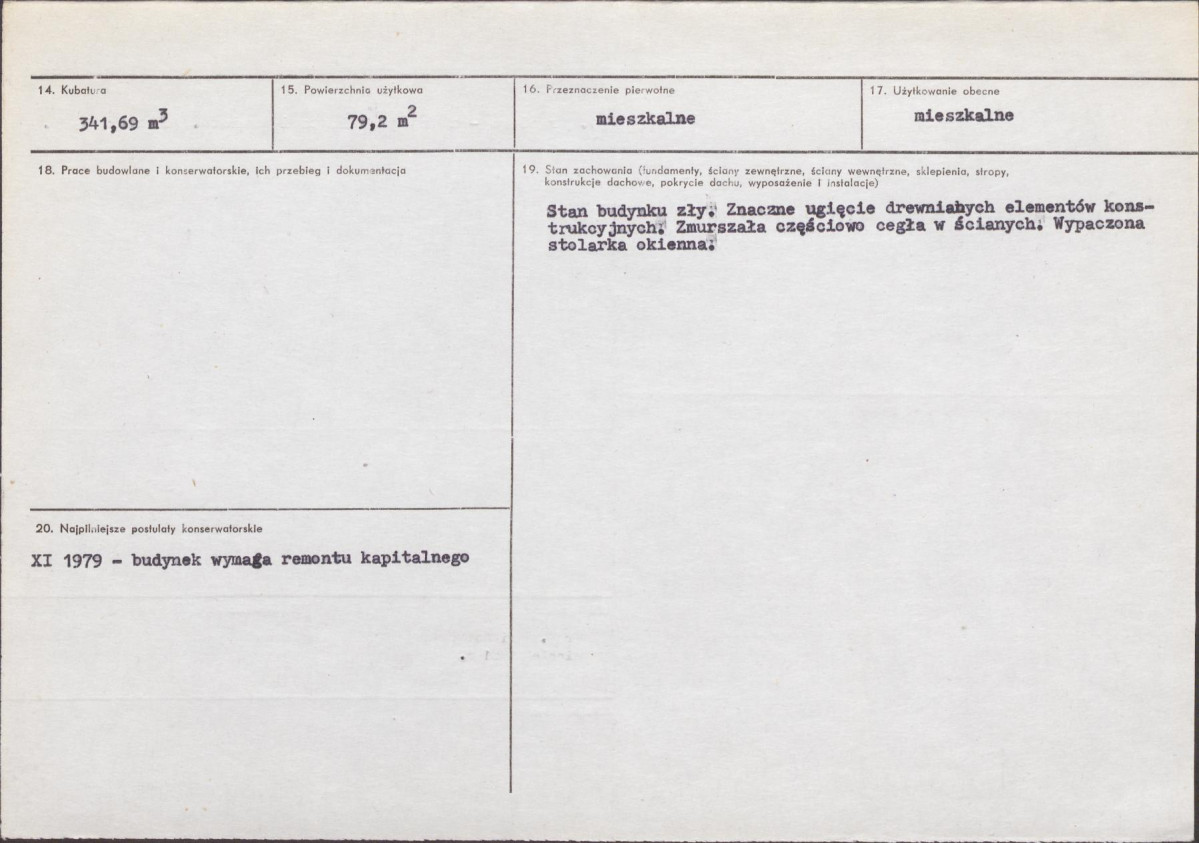 14. Kubatura
341,69 m³
15. Powierzchnia użytkowa
79,2 m²
16. Przeznaczenie pierwotne
mieszkalne
17. Użytkowanie obecne
mieszkalne
18. Prace budowlane i konserwatorskie, ich przebieg i dokumentacja
19. Stan zachowania (fundamenty, ściany zewnętrzne, ściany wewnętrzne, sklepienia, stropy,
konstrukcje dachowe, pokrycie dachu, wyposażenie i instalacje)
Stan budynku zły. Znaczne ugięcie drewnianych elementów kons-
trukcyjnych. Zmurszała częściowo cegła w ścianych. Wypaczona
stolarka okienna.
20. Najpilniejsze postulaty konserwatorskie
XI 1979 - budynek wymaga remontu kapitalnego